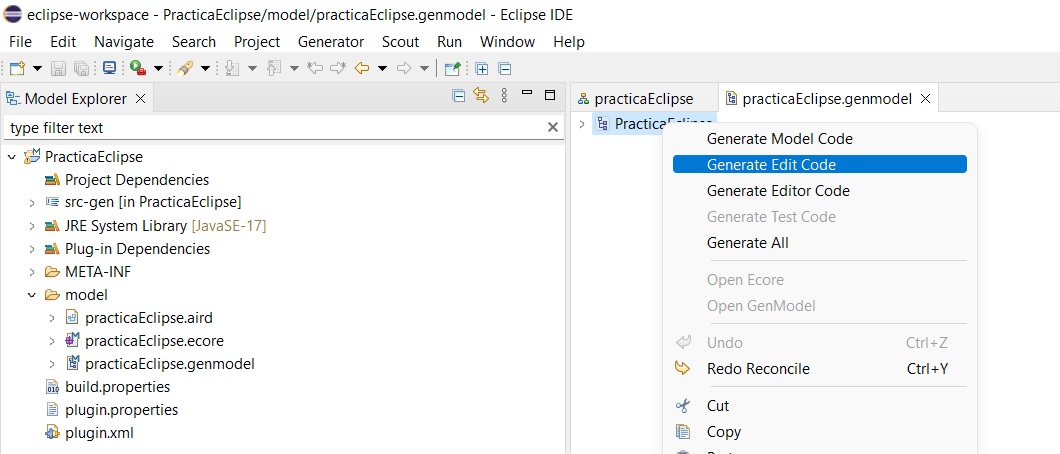 eclipse-workspace - PracticaEclipse/model/practicaEclipse.genmodel - Eclipse IDE
File Edit Navigate Search Project Generator Scout Run Window Help
Model Explorer
type filter text
PracticaEclipse
Project Dependencies
src-gen [in PracticaEclipse]
JRE System Library [JavaSE-17]
Plug-in Dependencies
META-INF
model
practicaEclipse.aird
practicaEclipse.ecore
practicaEclipse.genmodel
build.properties
plugin.properties
plugin.xml
practicaEclipse
practicaEclipse.genmodel
PracticaEclipse
Generate Model Code
Generate Edit Code
Generate Editor Code
Generate Test Code
Generate All
Open Ecore
Open GenModel
Undo Ctrl+Z
Redo Reconcile Ctrl+Y
Cut
Copy